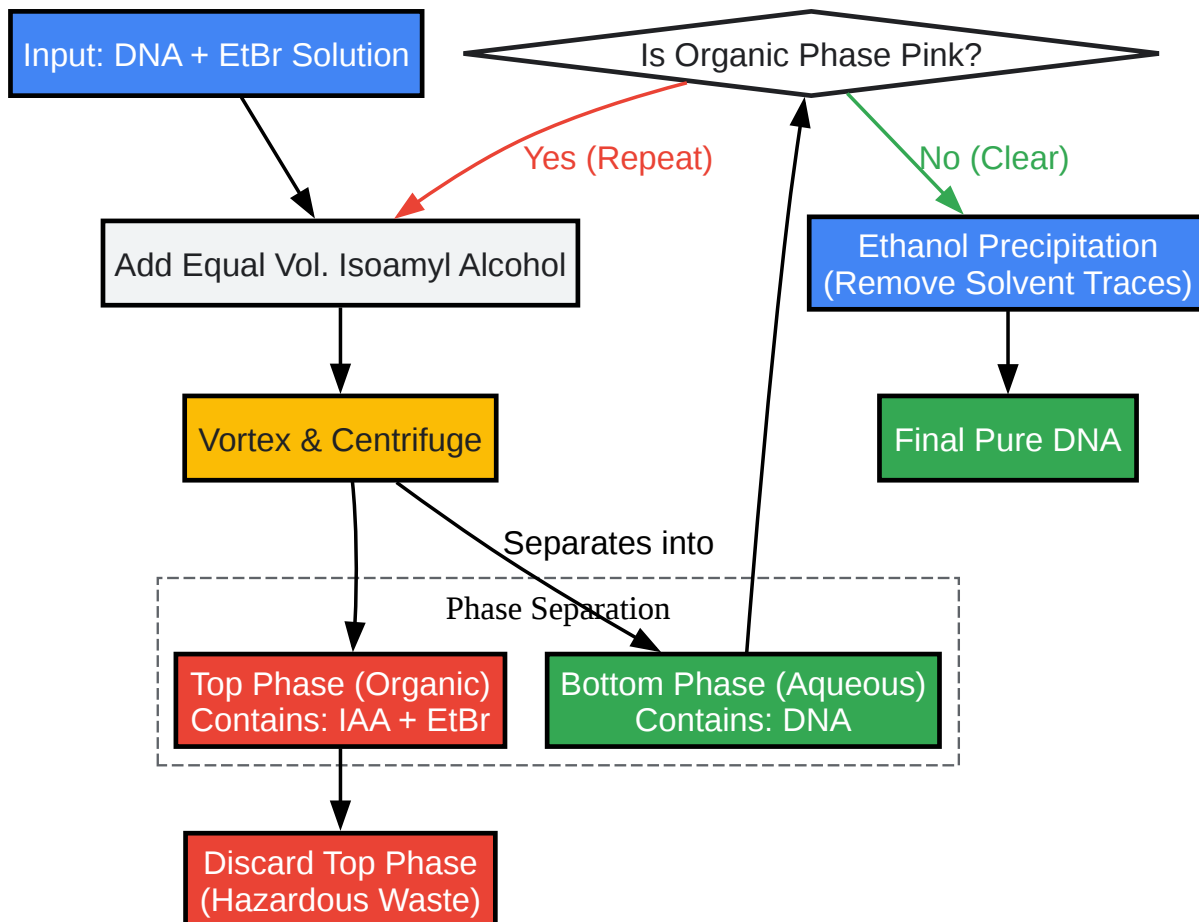 Input: DNA + EtBr Solution
Is Organic Phase Pink?
Yes (Repeat)
No (Clear)
Add Equal Vol. Isoamyl Alcohol
Ethanol Precipitation
(Remove Solvent Traces)
Vortex & Centrifuge
Final Pure DNA
Separates into
Phase Separation
Top Phase (Organic)
Contains: IAA + EtBr
Bottom Phase (Aqueous)
Contains: DNA
Discard Top Phase
(Hazardous Waste)